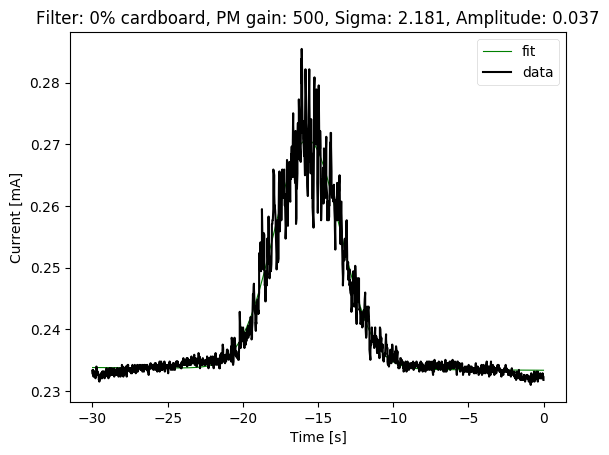 Filter: 0% cardboard, PM gain: 500, Sigma: 2.181, Amplitude: 0.037
fit
data
0.28
0.27
0.26
0.25
0.24
0.23
Current [mA]
−30
−25
−20
−15
−10
−5
0
Time [s]